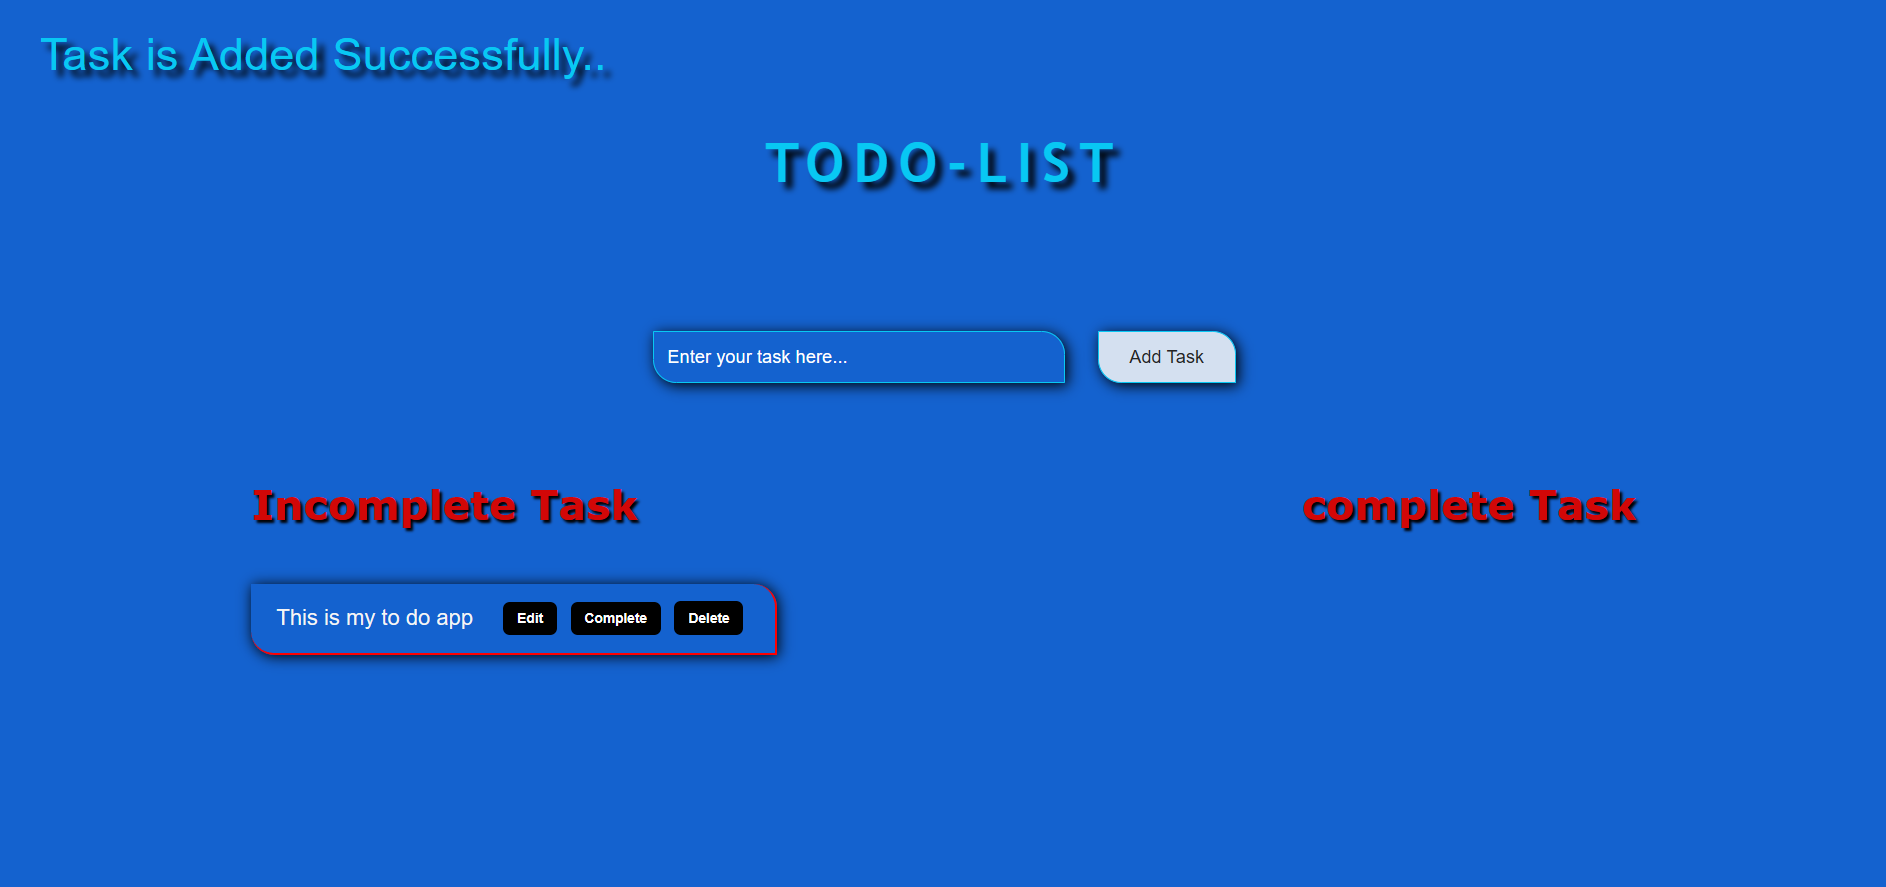 Task is Added Successfully..
TODO-LIST
Enter your task here...
Add Task
Incomplete Task
complete Task
This is my to do app
Edit
Complete
Delete